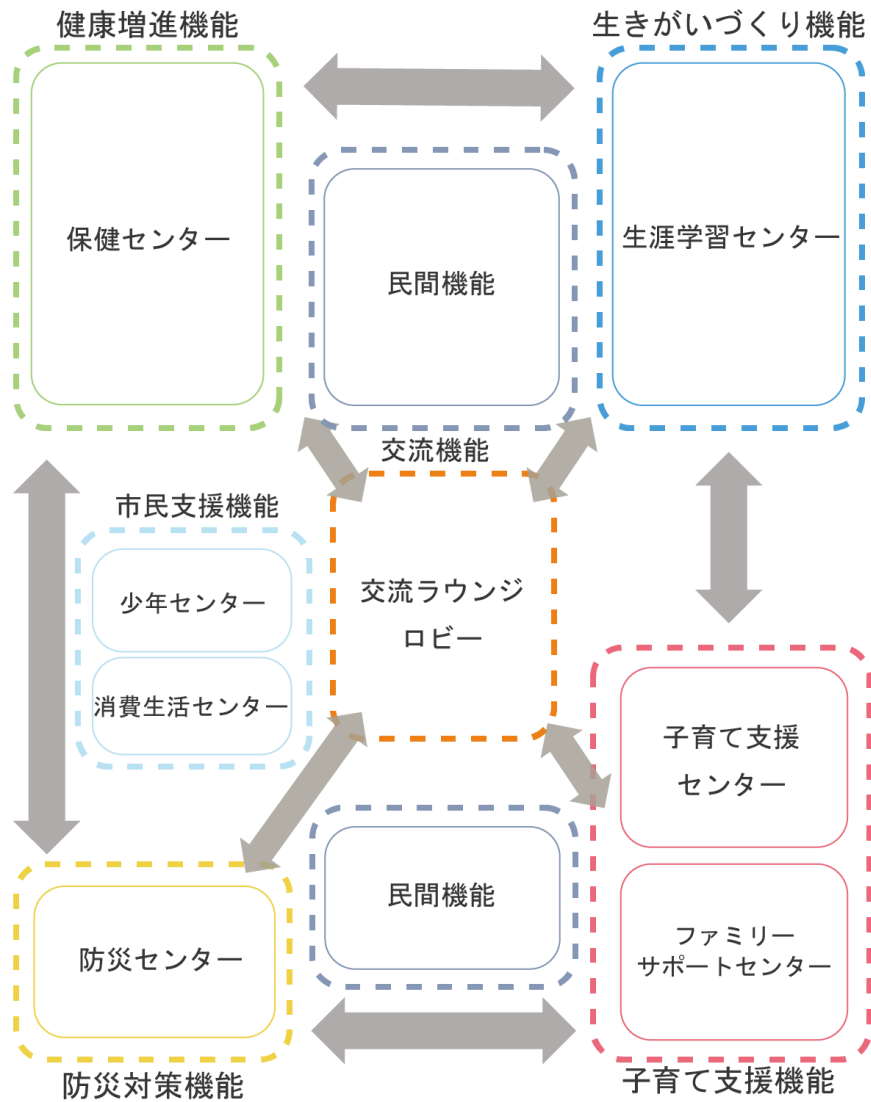 健康増進機能
生きがいづくり機能
保健センター
民間機能
生涯学習センター
交流機能
市民支援機能
少年センター
消費生活センター
交流ラウンジ
ロビー
子育て支援
センター
ファミリー
サポートセンター
民間機能
防災センター
防災対策機能
子育て支援機能